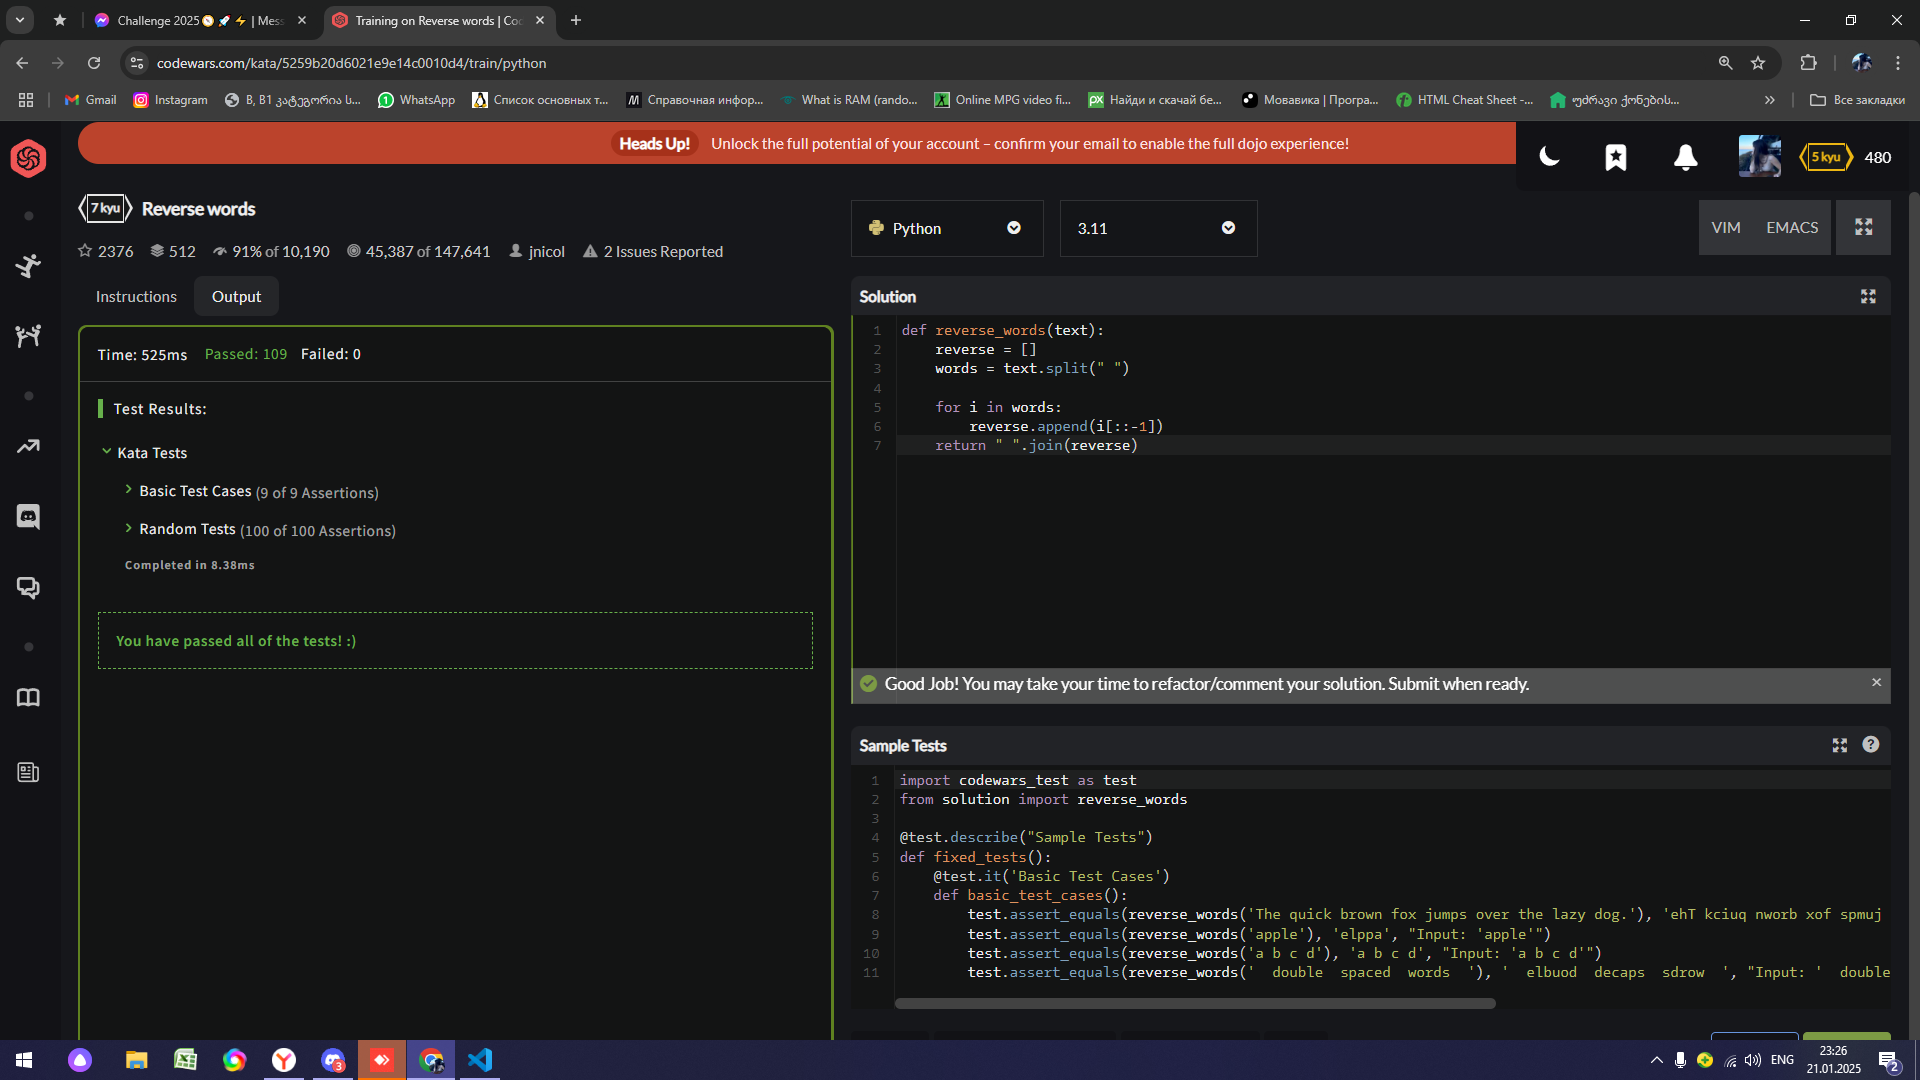 Challenge 2025 | Mess
Training on Reverse words | Co
codewars.com/kata/5259b20d6021e9e14c0010d4/train/python
Gmail
Instagram
B, B1 კატეგორია ს...
WhatsApp
Список основных т...
Справочная инфор...
What is RAM (rando...
Online MPG video fi...
Найди и скачай бе...
Мовавика | Програ...
HTML Cheat Sheet -...
უძრავი ქონების...
Все закладки
Heads Up! Unlock the full potential of your account – confirm your email to enable the full dojo experience!
5 kyu 480
7 kyu Reverse words
2376 512 91% of 10,190 45,387 of 147,641 jnicol 2 Issues Reported
Instructions Output
Time: 525ms Passed: 109 Failed: 0
Test Results:
Kata Tests
Basic Test Cases (9 of 9 Assertions)
Random Tests (100 of 100 Assertions)
Completed in 8.38ms
You have passed all of the tests! :)
Python 3.11 VIM EMACS
Solution
1 def reverse_words(text):
2     reverse = []
3     words = text.split(" ")
4
5     for i in words:
6         reverse.append(i[::-1])
7     return " ".join(reverse)
Good Job! You may take your time to refactor/comment your solution. Submit when ready.
Sample Tests
1 import codewars_test as test
2 from solution import reverse_words
3
4 @test.describe("Sample Tests")
5 def fixed_tests():
6     @test.it('Basic Test Cases')
7     def basic_test_cases():
8         test.assert_equals(reverse_words('The quick brown fox jumps over the lazy dog.'), 'ehT kciuq nworb xof spmuj
9         test.assert_equals(reverse_words('apple'), 'elppa', "Input: 'apple'")
10         test.assert_equals(reverse_words('a b c d'), 'a b c d', "Input: 'a b c d'")
11         test.assert_equals(reverse_words('  double  spaced  words  '), '  elbuod  decaps  sdrow  ', "Input: '  double
3
ENG
23:26
21.01.2025
2